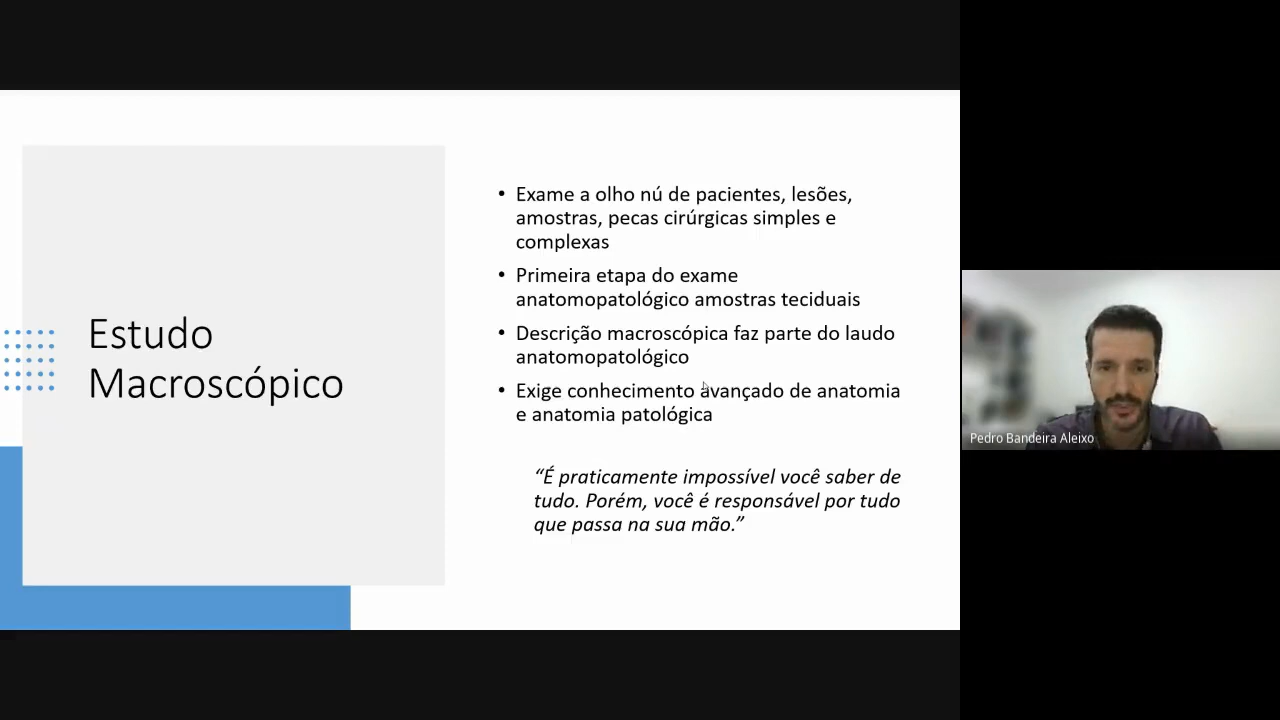 Estudo
Macroscópico
• Exame a olho nú de pacientes, lesões,
amostras, pecas cirúrgicas simples e
complexas
• Primeira etapa do exame
anatomopatológico amostras teciduais
• Descrição macroscópica faz parte do laudo
anatomopatológico
• Exige conhecimento avançado de anatomia
e anatomia patológica
“É praticamente impossível você saber de
tudo. Porém, você é responsável por tudo
que passa na sua mão.”
Pedro Bandeira Aleixo